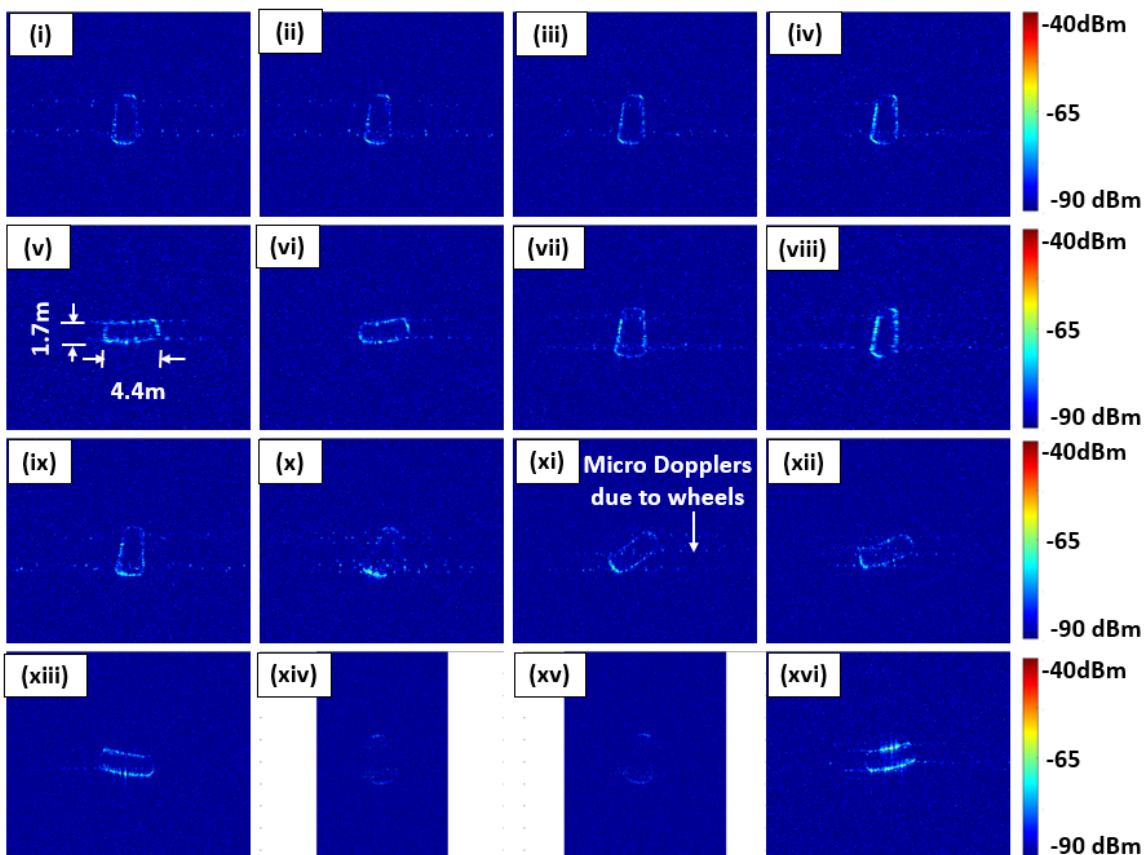 (i)
(ii)
(iii)
(iv)
-40dBm
-65
-90 dBm
(v)
(vi)
(vii)
(viii)
1.7m
4.4m
-40dBm
-65
-90 dBm
(ix)
(x)
(xi)
(xii)
Micro Dopplers
due to wheels
-40dBm
-65
-90 dBm
(xiii)
(xiv)
(xv)
(xvi)
-40dBm
-65
-90 dBm